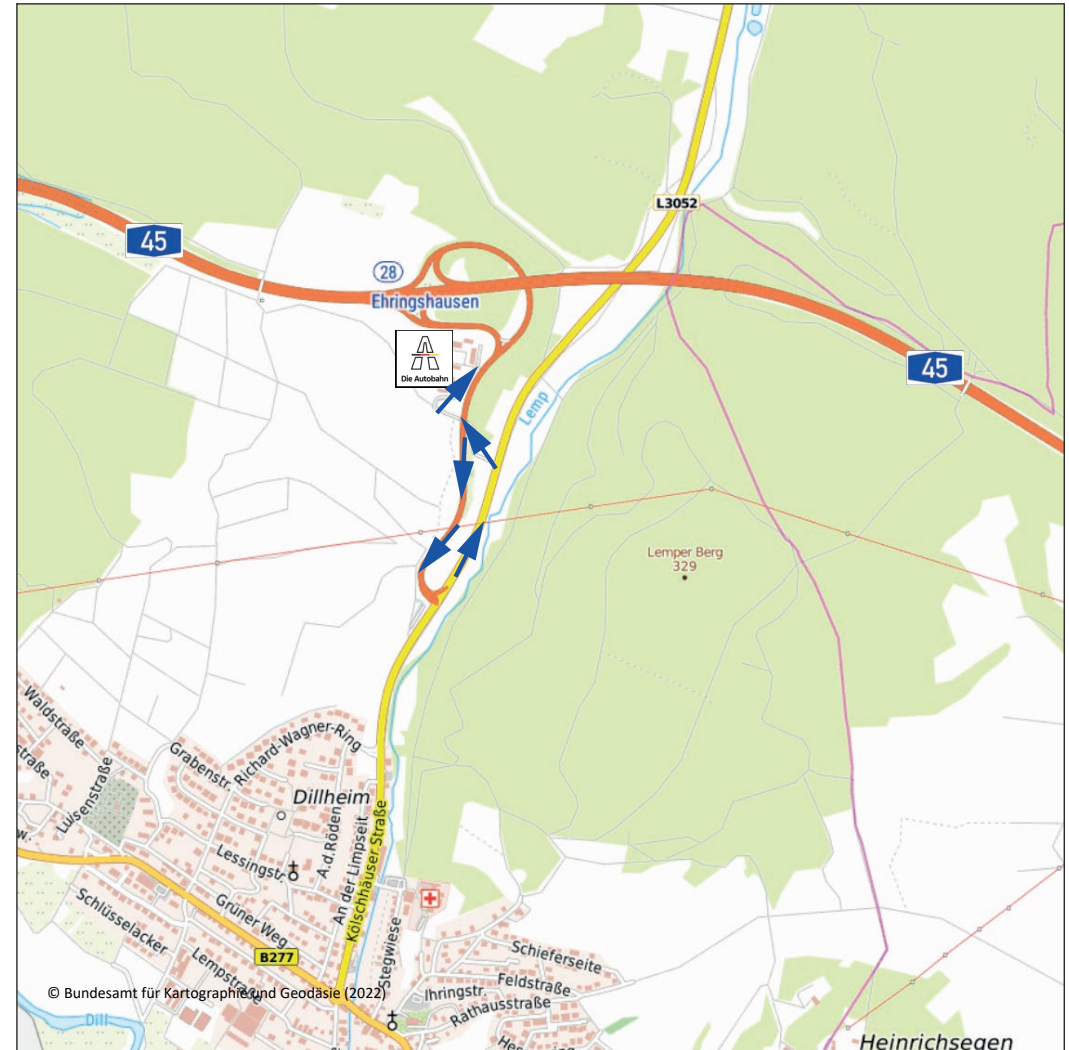 L3052
45
28
Ehringshausen
Die Autobahn
45
Lemp
Lemper Berg
329
Waldstraße
straße
Luisenstraße
Grabenstr.
Richard-Wagner-Ring
Dillheim
A.d.Röden
An der Limpseit
Kölschhäuser Straße
Lessingstr.
w.
Grüner Weg
Schlüsselacker
Lempstraße
B277
Stegwiese
Schieferseite
Feldstraße
Ihringstr.
Rathausstraße
© Bundesamt für Kartographie und Geodäsie (2022)
Dill
Heinrichsegen